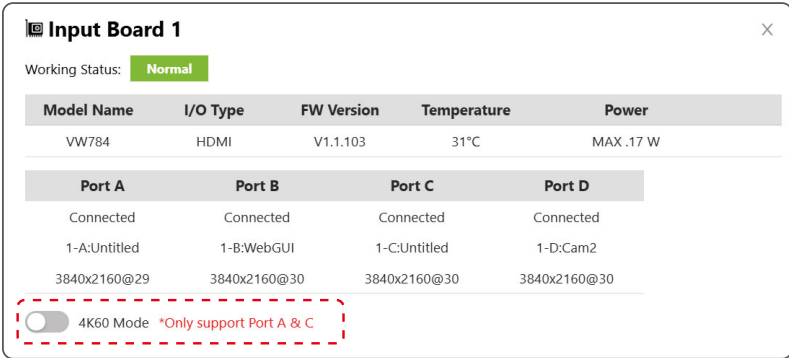 Input Board 1
Working Status: Normal
Model Name I/O Type FW Version Temperature Power
VW784 HDMI V1.1.103 31°C MAX .17 W
Port A Port B Port C Port D
Connected Connected Connected Connected
1-A:Untitled 1-B:WebGUI 1-C:Untitled 1-D:Cam2
3840x2160@29 3840x2160@30 3840x2160@30 3840x2160@30
4K60 Mode *Only support Port A & C